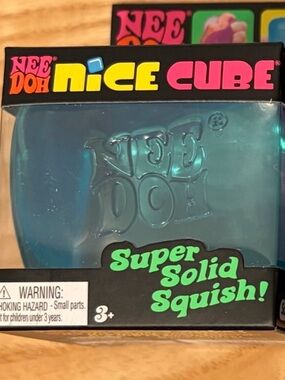 NEE
NEE DOH® NICE CUBE®
NEE DOH®
Super
Solid
Squish!
WARNING:
CHOKING HAZARD - Small parts.
for children under 3 years.
3+